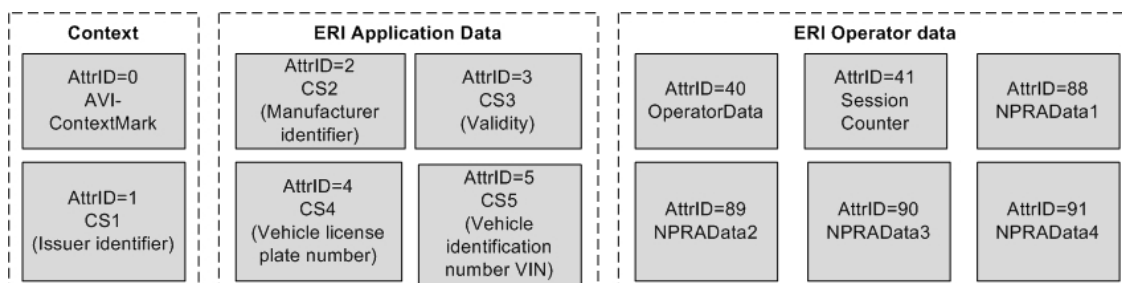 Context
AttrID=0
AVI-
ContextMark
AttrID=1
CS1
(Issuer identifier)
ERI Application Data
AttrID=2
CS2
(Manufacturer
identifier)
AttrID=3
CS3
(Validity)
AttrID=4
CS4
(Vehicle license
plate number)
AttrID=5
CS5
(Vehicle
identification
number VIN)
ERI Operator data
AttrID=40
OperatorData
AttrID=41
Session
Counter
AttrID=88
NPRAData1
AttrID=89
NPRAData2
AttrID=90
NPRAData3
AttrID=91
NPRAData4